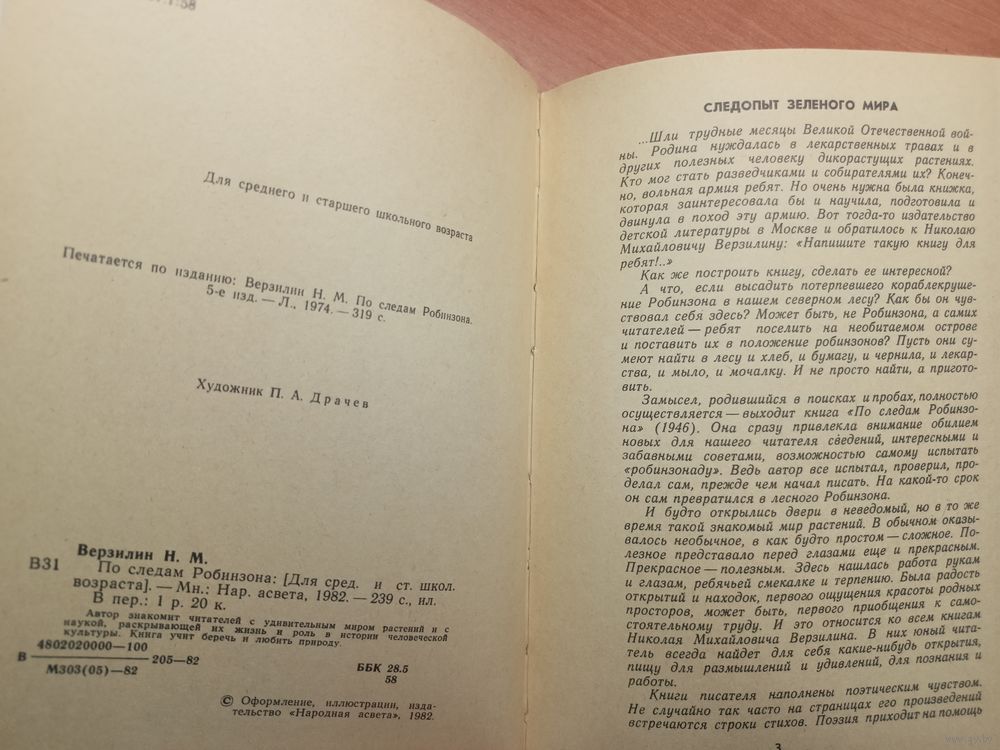 Для среднего и старшего школьного возраста
Печатается по изданию: Верзилин Н. М. По следам Робинзона.
5-е изд. — Л., 1974. — 319 с.
Художник П. А. Драчев
Верзилин Н. М.
В31
По следам Робинзона: [Для сред. и ст. школ.
возраста]. — Мн.: Нар. асвета, 1982. — 239 с., ил.
В пер.: 1 р. 20 к.
Автор знакомит читателей с удивительным миром растений и с
наукой, раскрывающей их жизнь и роль в истории человеческой
культуры. Книга учит беречь и любить природу.
4802020000—100
В 205—82
М303(05)—82
ББК 28.5
58
© Оформление, иллюстрации, изда-
тельство «Народная асвета», 1982.
СЛЕДОПЫТ ЗЕЛЕНОГО МИРА
...Шли трудные месяцы Великой Отечественной вой-
ны. Родина нуждалась в лекарственных травах и в
других полезных человеку дикорастущих растениях.
Кто мог стать разведчиками и собирателями их? Конеч-
но, вольная армия ребят. Но очень нужна была книжка,
которая заинтересовала бы и научила, подготовила и
двинула в поход эту армию. Вот тогда-то издательство
детской литературы в Москве и обратилось к Николаю
Михайловичу Верзилину: «Напишите такую книгу для
ребят!..»
Как же построить книгу, сделать ее интересной?
А что, если высадить потерпевшего кораблекруше-
ние Робинзона в нашем северном лесу? Как бы он чув-
ствовал себя здесь? Может быть, не Робинзона, а самих
читателей — ребят поселить на необитаемом острове
и поставить их в положение робинзонов? Пусть они су-
меют найти в лесу и хлеб, и бумагу, и чернила, и лекар-
ства, и мыло, и мочалку. И не просто найти, а пригото-
вить.
Замысел, родившийся в поисках и пробах, полностью
осуществляется — выходит книга «По следам Робинзо-
на» (1946). Она сразу привлекла внимание обилием
новых для нашего читателя сведений, интересными и
забавными советами, возможностью самому испытать
«робинзонаду». Ведь автор все испытал, проверил, про-
делал сам, прежде чем начал писать. На какой-то срок
он сам превратился в лесного Робинзона.
И будто открылись двери в неведомый, но в то же
время такой знакомый мир растений. В обычном оказы-
валось необычное, в как будто простом — сложное. По-
лезное представало перед глазами еще и прекрасным.
Прекрасное — полезным. Здесь нашлась работа рукам
и глазам, ребячьей смекалке и терпению. Была радость
открытий и находок, первого ощущения красоты родных
просторов, может быть, первого приобщения к само-
стоятельному труду. И это относится ко всем книгам
Николая Михайловича Верзилина. В них юный чита-
тель всегда найдет для себя какие-нибудь открытия,
пищу для размышлений и удивлений, для познания и
работы.
Книги писателя наполнены поэтическим чувством.
Не случайно так часто на страницах его произведений
встречаются строки стихов. Поэзия приходит на помощь
3